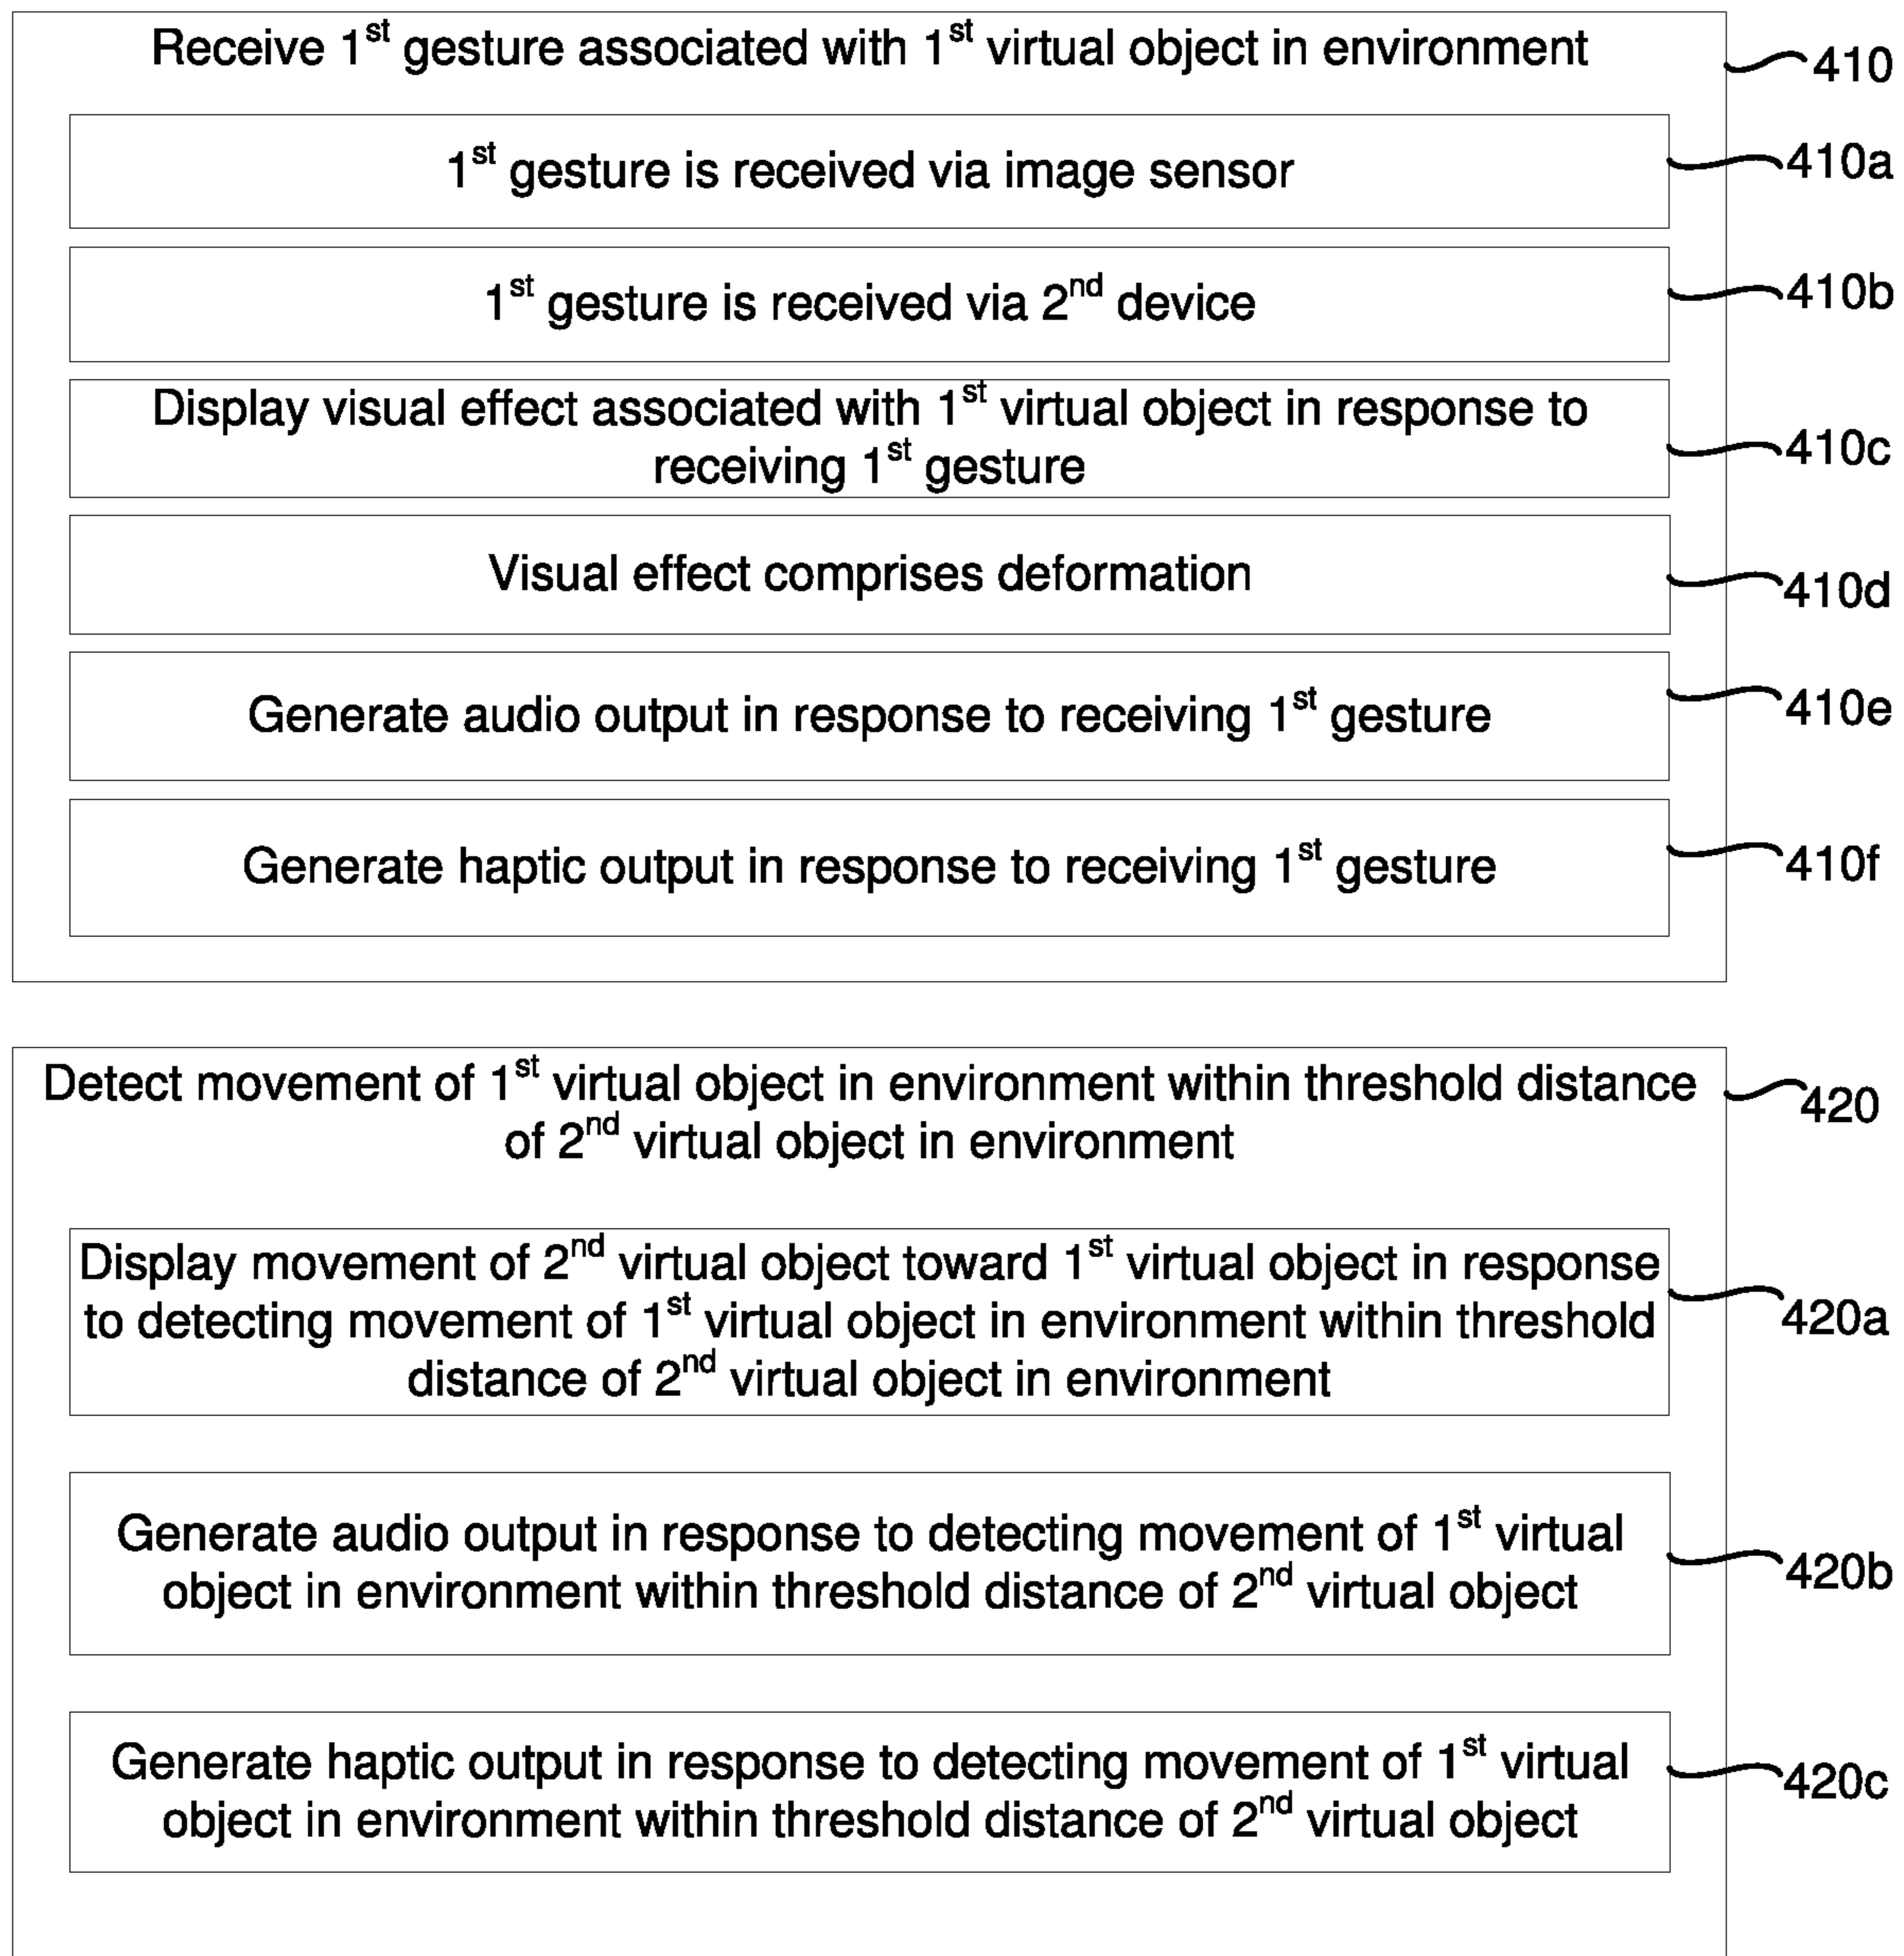 Receive 1st gesture associated with 1st virtual object in environment
410
1st gesture is received via image sensor
410a
1st gesture is received via 2nd device
410b
Display visual effect associated with 1st virtual object in response to
receiving 1st gesture
410c
Visual effect comprises deformation
410d
Generate audio output in response to receiving 1st gesture
410e
Generate haptic output in response to receiving 1st gesture
410f
Detect movement of 1st virtual object in environment within threshold distance
of 2nd virtual object in environment
420
Display movement of 2nd virtual object toward 1st virtual object in response
to detecting movement of 1st virtual object in environment within threshold
distance of 2nd virtual object in environment
420a
Generate audio output in response to detecting movement of 1st virtual
object in environment within threshold distance of 2nd virtual object
420b
Generate haptic output in response to detecting movement of 1st virtual
object in environment within threshold distance of 2nd virtual object
420c